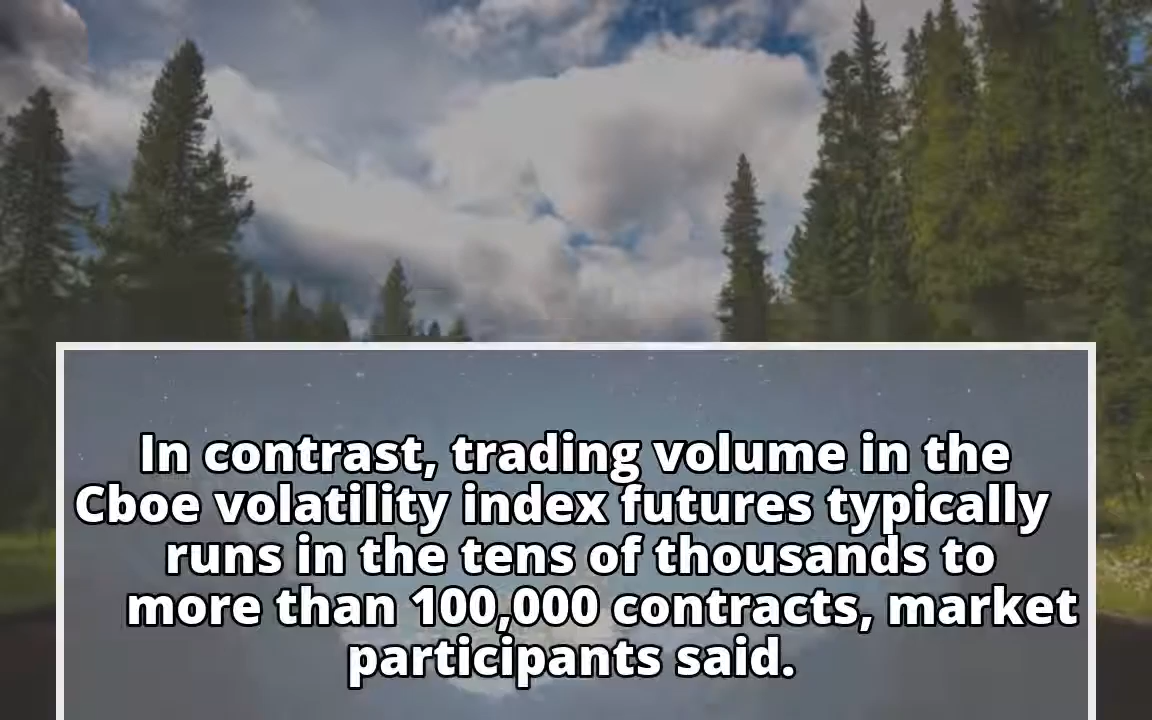 In contrast, trading volume in the
Cboe volatility index futures typically
runs in the tens of thousands to
more than 100,000 contracts, market
participants said.